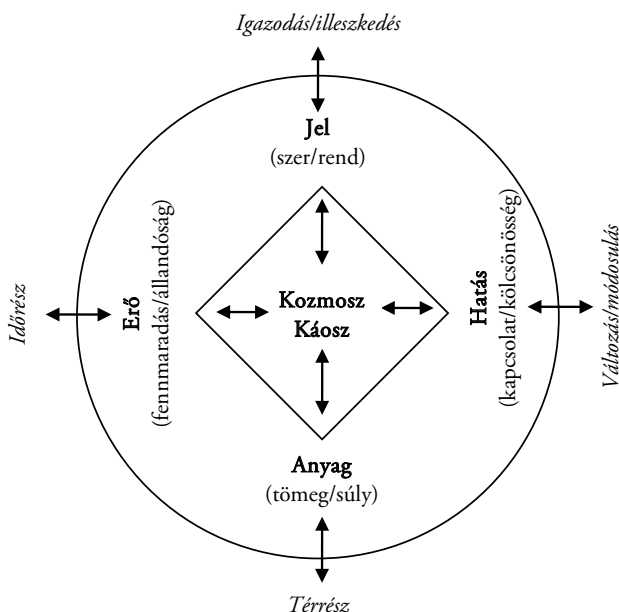 Igazodás/illeszkedés
Jel
(szer/rend)
Időrész
Erő
(fennmaradás/állandóság)
Kozmosz
Káosz
Hatás
(kapcsolat/kölcsönösség)
Változás/módosulás
Anyag
(tömeg/súly)
Térrész